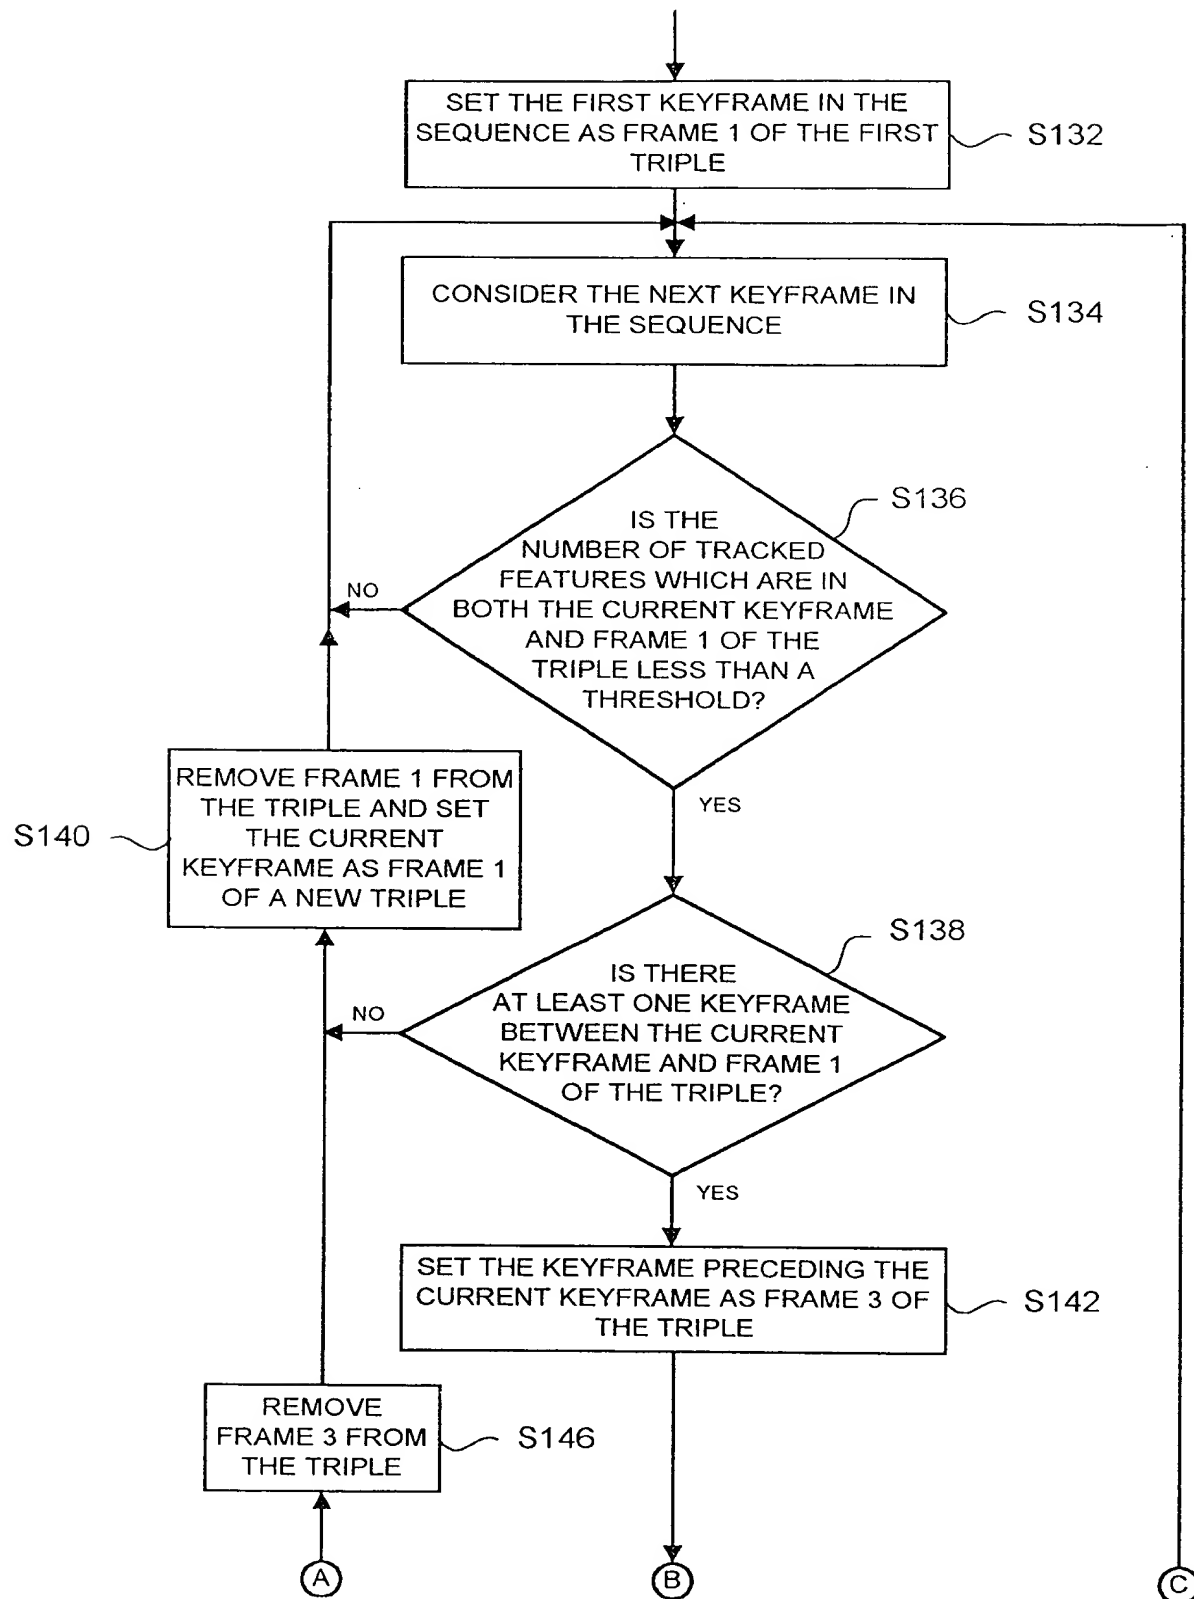 SET THE FIRST KEYFRAME IN THE
SEQUENCE AS FRAME 1 OF THE FIRST
TRIPLE
S132
CONSIDER THE NEXT KEYFRAME IN
THE SEQUENCE
S134
S136
IS THE
NUMBER OF TRACKED
FEATURES WHICH ARE IN
BOTH THE CURRENT KEYFRAME
AND FRAME 1 OF THE
TRIPLE LESS THAN A
THRESHOLD?
NO
YES
REMOVE FRAME 1 FROM
THE TRIPLE AND SET
THE CURRENT
KEYFRAME AS FRAME 1
OF A NEW TRIPLE
S140
S138
IS THERE
AT LEAST ONE KEYFRAME
BETWEEN THE CURRENT
KEYFRAME AND FRAME 1
OF THE TRIPLE?
NO
YES
SET THE KEYFRAME PRECEDING THE
CURRENT KEYFRAME AS FRAME 3 OF
THE TRIPLE
S142
REMOVE
FRAME 3 FROM
THE TRIPLE
S146
A
B
C